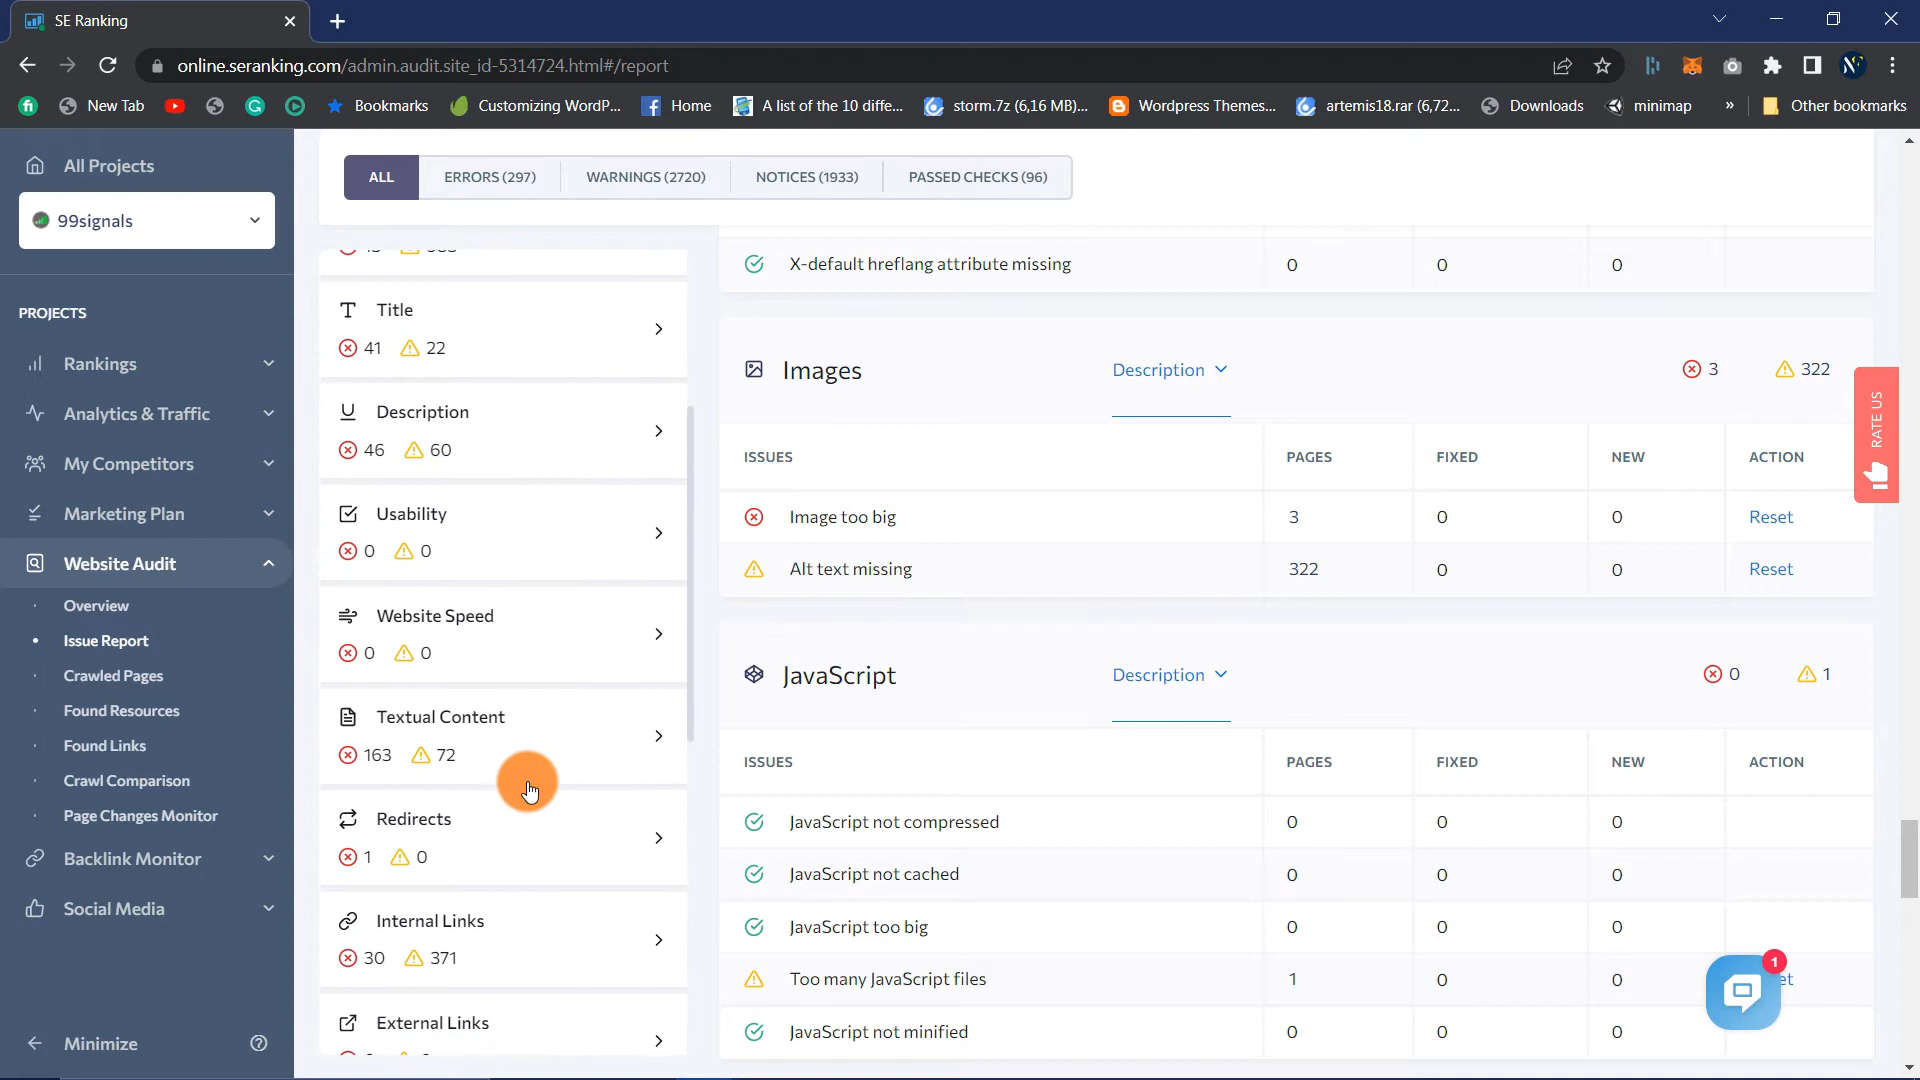 SE Ranking
online.seranking.com/admin.audit.site_id-5314724.html#/report
New Tab
Bookmarks
Customizing WordP...
Home
A list of the 10 diffe...
storm.7z (6,16 MB)...
Wordpress Themes...
artemis18.rar (6,72...
Downloads
minimap
»
Other bookmarks
All Projects
99signals
PROJECTS
Rankings
Analytics & Traffic
My Competitors
Marketing Plan
Website Audit
Overview
Issue Report
Crawled Pages
Found Resources
Found Links
Crawl Comparison
Page Changes Monitor
Backlink Monitor
Social Media
Minimize
ALL
ERRORS (297)
WARNINGS (2720)
NOTICES (1933)
PASSED CHECKS (96)
Title
41 22
Description
46 60
Usability
0 0
Website Speed
0 0
Textual Content
163 72
Redirects
1 0
Internal Links
30 371
External Links
X-default hreflang attribute missing 0 0 0
Images Description 3 322
ISSUES PAGES FIXED NEW ACTION
Image too big 3 0 0 Reset
Alt text missing 322 0 0 Reset
JavaScript Description 0 1
ISSUES PAGES FIXED NEW ACTION
JavaScript not compressed 0 0 0
JavaScript not cached 0 0 0
JavaScript too big 0 0 0
Too many JavaScript files 1 0 0 et
JavaScript not minified 0 0 0
RATE US
1